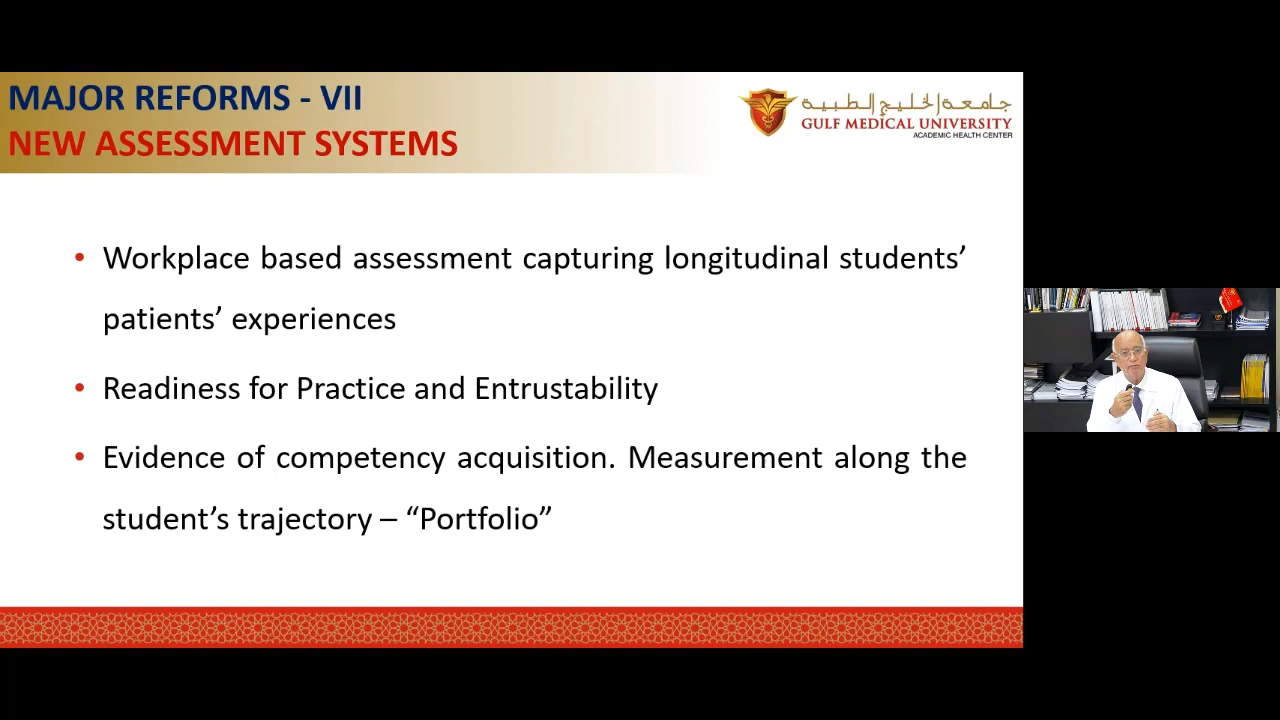 MAJOR REFORMS - VII
NEW ASSESSMENT SYSTEMS
جامعة الخليج الطبية
GULF MEDICAL UNIVERSITY
ACADEMIC HEALTH CENTER
• Workplace based assessment capturing longitudinal students’
patients’ experiences
• Readiness for Practice and Entrustability
• Evidence of competency acquisition. Measurement along the
student’s trajectory – “Portfolio”